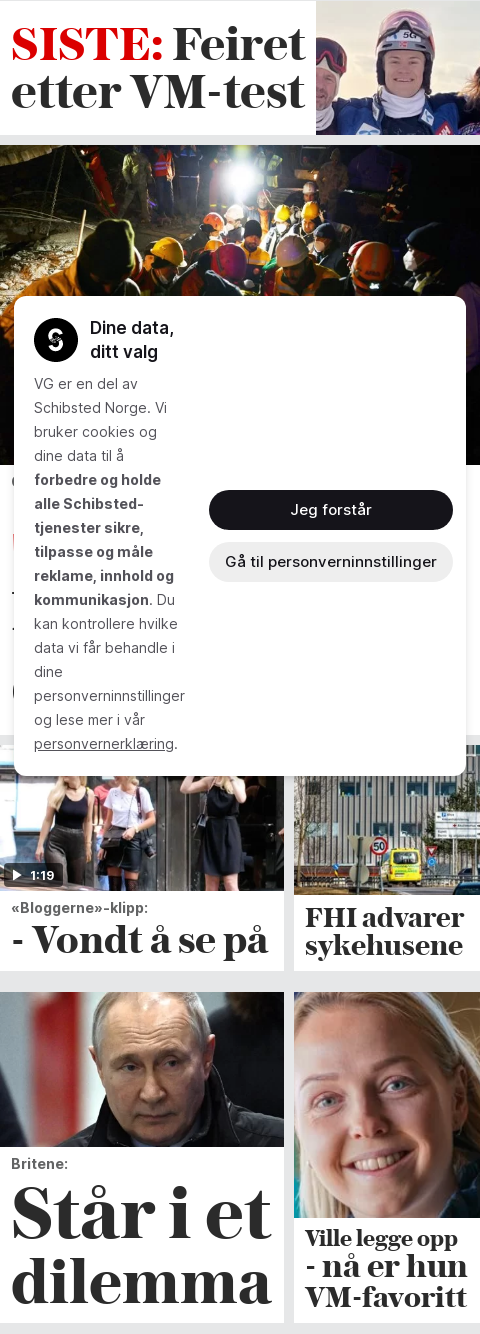 SISTE: Feiret
etter VM-test
Dine data,
ditt valg
VG er en del av
Schibsted Norge. Vi
bruker cookies og
dine data til å
forbedre og holde
alle Schibsted-
tjenester sikre,
tilpasse og måle
reklame, innhold og
kommunikasjon. Du
kan kontrollere hvilke
data vi får behandle i
dine
personverninnstillinger
og lese mer i vår
personvernerklæring.
Jeg forstår
Gå til personverninnstillinger
1:19
50
«Bloggerne»-klipp:
- Vondt å se på
FHI advarer
sykehusene
Britene:
Står i et
dilemma
Ville legge opp
- nå er hun
VM-favoritt